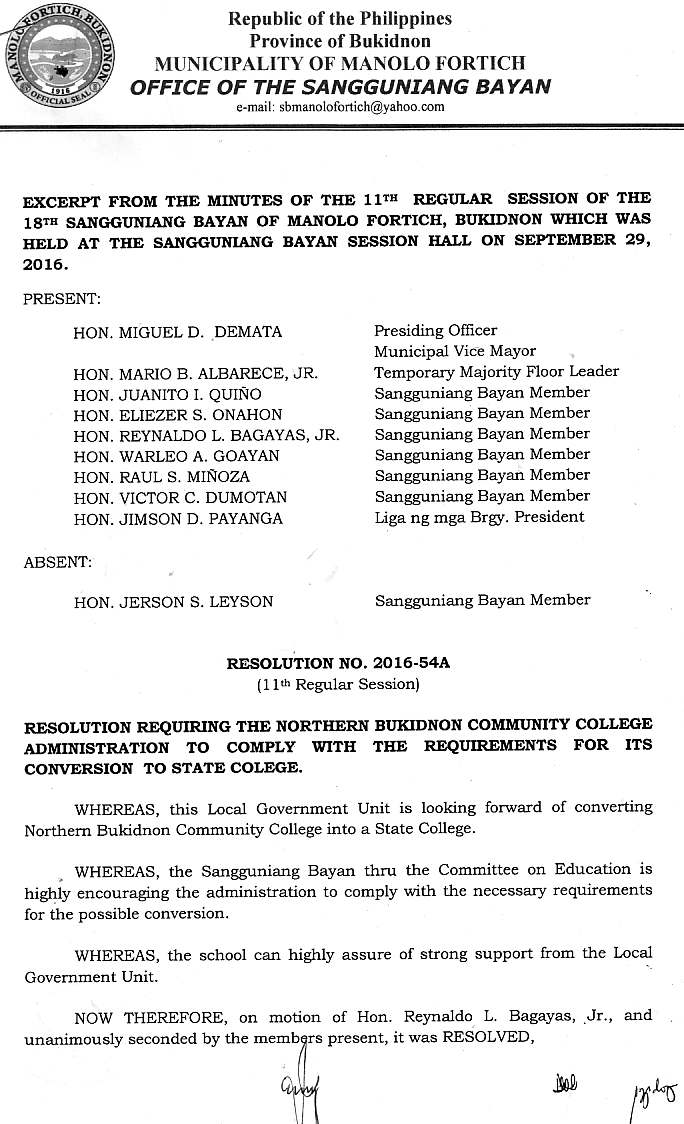 MANOLO FORTICH, BUKIDNON
1916
OFFICIAL SEAL
Republic of the Philippines
Province of Bukidnon
MUNICIPALITY OF MANOLO FORTICH
OFFICE OF THE SANGGUNIANG BAYAN
e-mail: sbmanolofortich@yahoo.com
EXCERPT FROM THE MINUTES OF THE 11TH REGULAR SESSION OF THE
18TH SANGGUNIANG BAYAN OF MANOLO FORTICH, BUKIDNON WHICH WAS
HELD AT THE SANGGUNIANG BAYAN SESSION HALL ON SEPTEMBER 29,
2016.
PRESENT:
HON. MIGUEL D. DEMATA Presiding Officer
Municipal Vice Mayor
HON. MARIO B. ALBARECE, JR. Temporary Majority Floor Leader
HON. JUANITO I. QUIÑO Sangguniang Bayan Member
HON. ELIEZER S. ONAHON Sangguniang Bayan Member
HON. REYNALDO L. BAGAYAS, JR. Sangguniang Bayan Member
HON. WARLEO A. GOAYAN Sangguniang Bayan Member
HON. RAUL S. MIÑOZA Sangguniang Bayan Member
HON. VICTOR C. DUMOTAN Sangguniang Bayan Member
HON. JIMSON D. PAYANGA Liga ng mga Brgy. President
ABSENT:
HON. JERSON S. LEYSON Sangguniang Bayan Member
RESOLUTION NO. 2016-54A
(11th Regular Session)
RESOLUTION REQUIRING THE NORTHERN BUKIDNON COMMUNITY COLLEGE
ADMINISTRATION TO COMPLY WITH THE REQUIREMENTS FOR ITS
CONVERSION TO STATE COLEGE.
WHEREAS, this Local Government Unit is looking forward of converting
Northern Bukidnon Community College into a State College.
WHEREAS, the Sangguniang Bayan thru the Committee on Education is
highly encouraging the administration to comply with the necessary requirements
for the possible conversion.
WHEREAS, the school can highly assure of strong support from the Local
Government Unit.
NOW THEREFORE, on motion of Hon. Reynaldo L. Bagayas, Jr., and
unanimously seconded by the members present, it was RESOLVED,